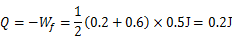 Q = −W_f = 1/2 (0.2 + 0.6) × 0.5J = 0.2J